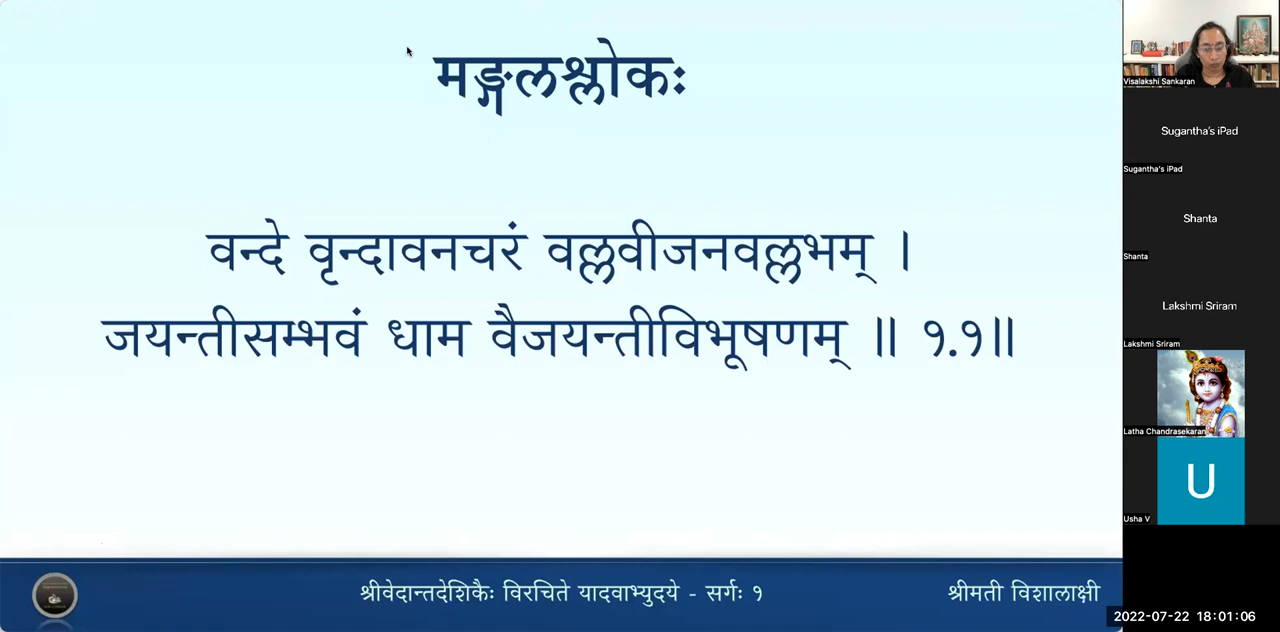 मङ्गलश्लोकः
वन्दे वृन्दावनचरं वल्लवीजनवल्लभम् ।
जयन्तीसम्भवं धाम वैजयन्तीविभूषणम् ॥ १.१॥
श्रीवेदान्तदेशिकैः विरचिते यादवाभ्युदये - सर्गः १
श्रीमती विशालाक्षी
Visalakshi Sankaran
Sugantha's iPad
Sugantha's iPad
Shanta
Shanta
Lakshmi Sriram
Lakshmi Sriram
Latha Chandrasekaran
U
Usha V
2022-07-22 18:01:06